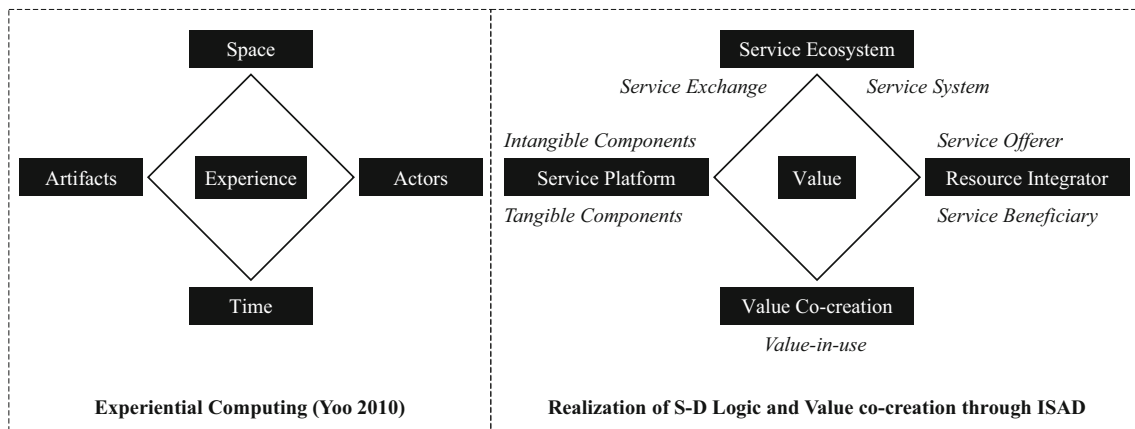 Space
Artifacts
Experience
Actors
Time
Experiential Computing (Yoo 2010)
Service Ecosystem
Service Exchange
Service System
Intangible Components
Service Offerer
Service Platform
Value
Resource Integrator
Tangible Components
Service Beneficiary
Value Co-creation
Value-in-use
Realization of S-D Logic and Value co-creation through ISAD